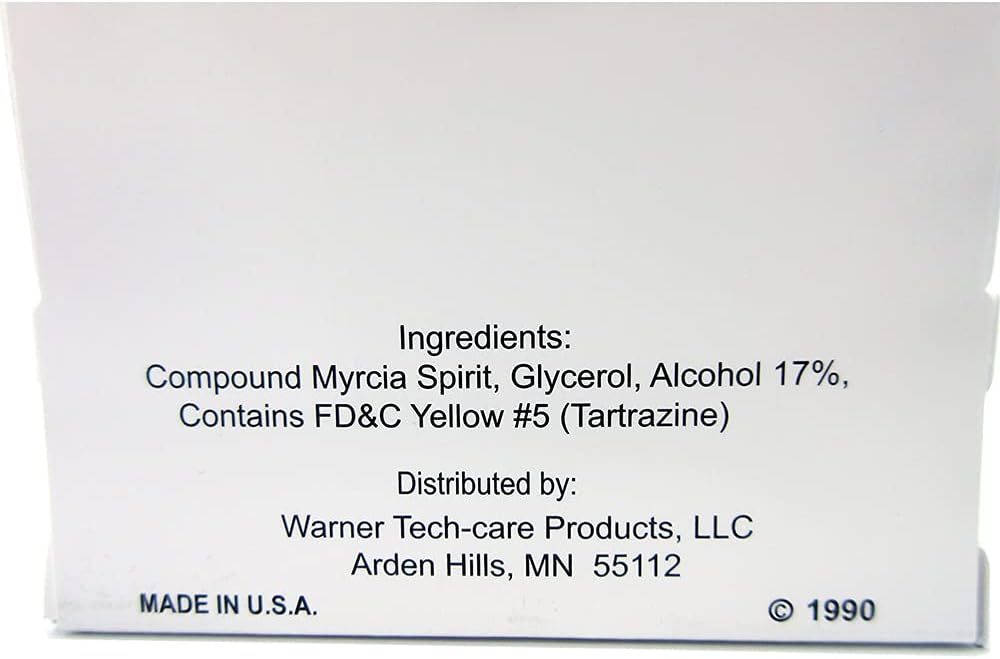 Ingredients:
Compound Myrcia Spirit, Glycerol, Alcohol 17%,
Contains FD&C Yellow #5 (Tartrazine)
Distributed by:
Warner Tech-care Products, LLC
Arden Hills, MN 55112
MADE IN U.S.A.
© 1990